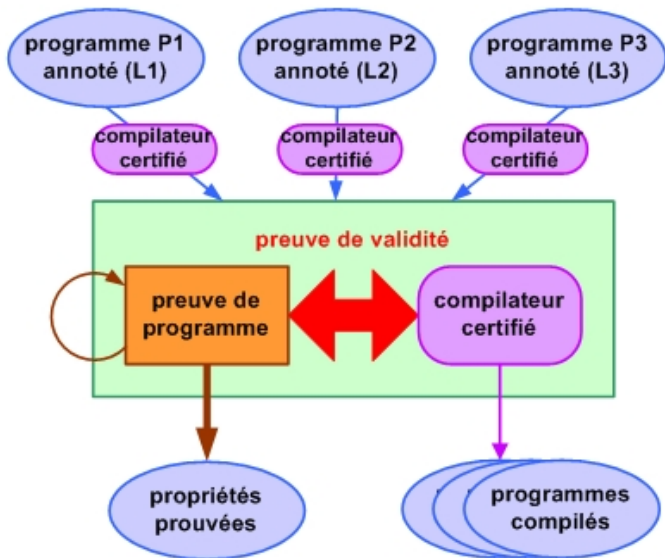 programme P1
annoté (L1)
programme P2
annoté (L2)
programme P3
annoté (L3)
compilateur
certifié
compilateur
certifié
compilateur
certifié
preuve de validité
preuve de
programme
compilateur
certifié
propriétés
prouvées
programmes
compilés